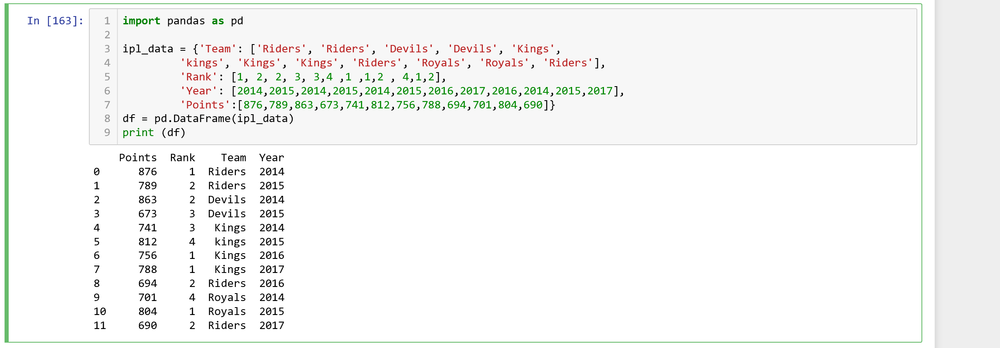 In [163]:
1 import pandas as pd
2
3 ipl_data = {'Team': ['Riders', 'Riders', 'Devils', 'Devils', 'Kings',
4          'kings', 'Kings', 'Kings', 'Riders', 'Royals', 'Royals', 'Riders'],
5          'Rank': [1, 2, 2, 3, 3,4 ,1 ,1,2 , 4,1,2],
6          'Year': [2014,2015,2014,2015,2014,2015,2016,2017,2016,2014,2015,2017],
7          'Points':[876,789,863,673,741,812,756,788,694,701,804,690]}
8 df = pd.DataFrame(ipl_data)
9 print (df)
    Points  Rank    Team  Year
0      876     1  Riders  2014
1      789     2  Riders  2015
2      863     2  Devils  2014
3      673     3  Devils  2015
4      741     3   Kings  2014
5      812     4   kings  2015
6      756     1   Kings  2016
7      788     1   Kings  2017
8      694     2  Riders  2016
9      701     4  Royals  2014
10     804     1  Royals  2015
11     690     2  Riders  2017